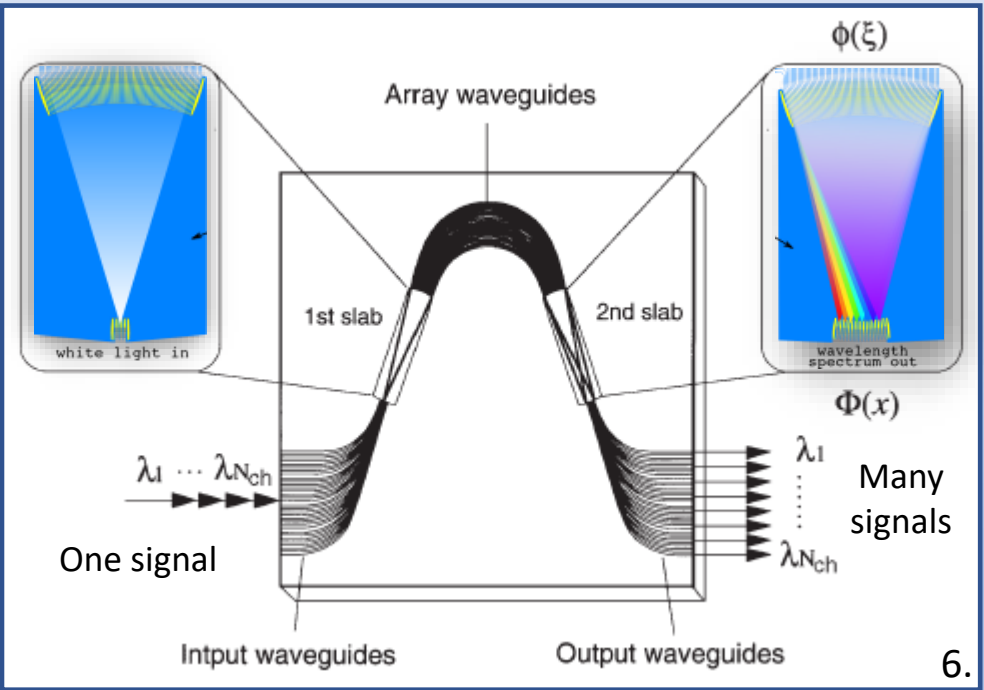 ϕ(ξ)
Array waveguides
1st slab
2nd slab
white light in
wavelength
spectrum out
Φ(x)
λ1 ··· λNch
λ1
Many
signals
λNch
One signal
Intput waveguides
Output waveguides
6.